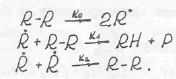 R-R —K₀→ 2R°
R̊ + R-R —K₁→ RH + P
R̊ + R̊ —K₂→ R-R .